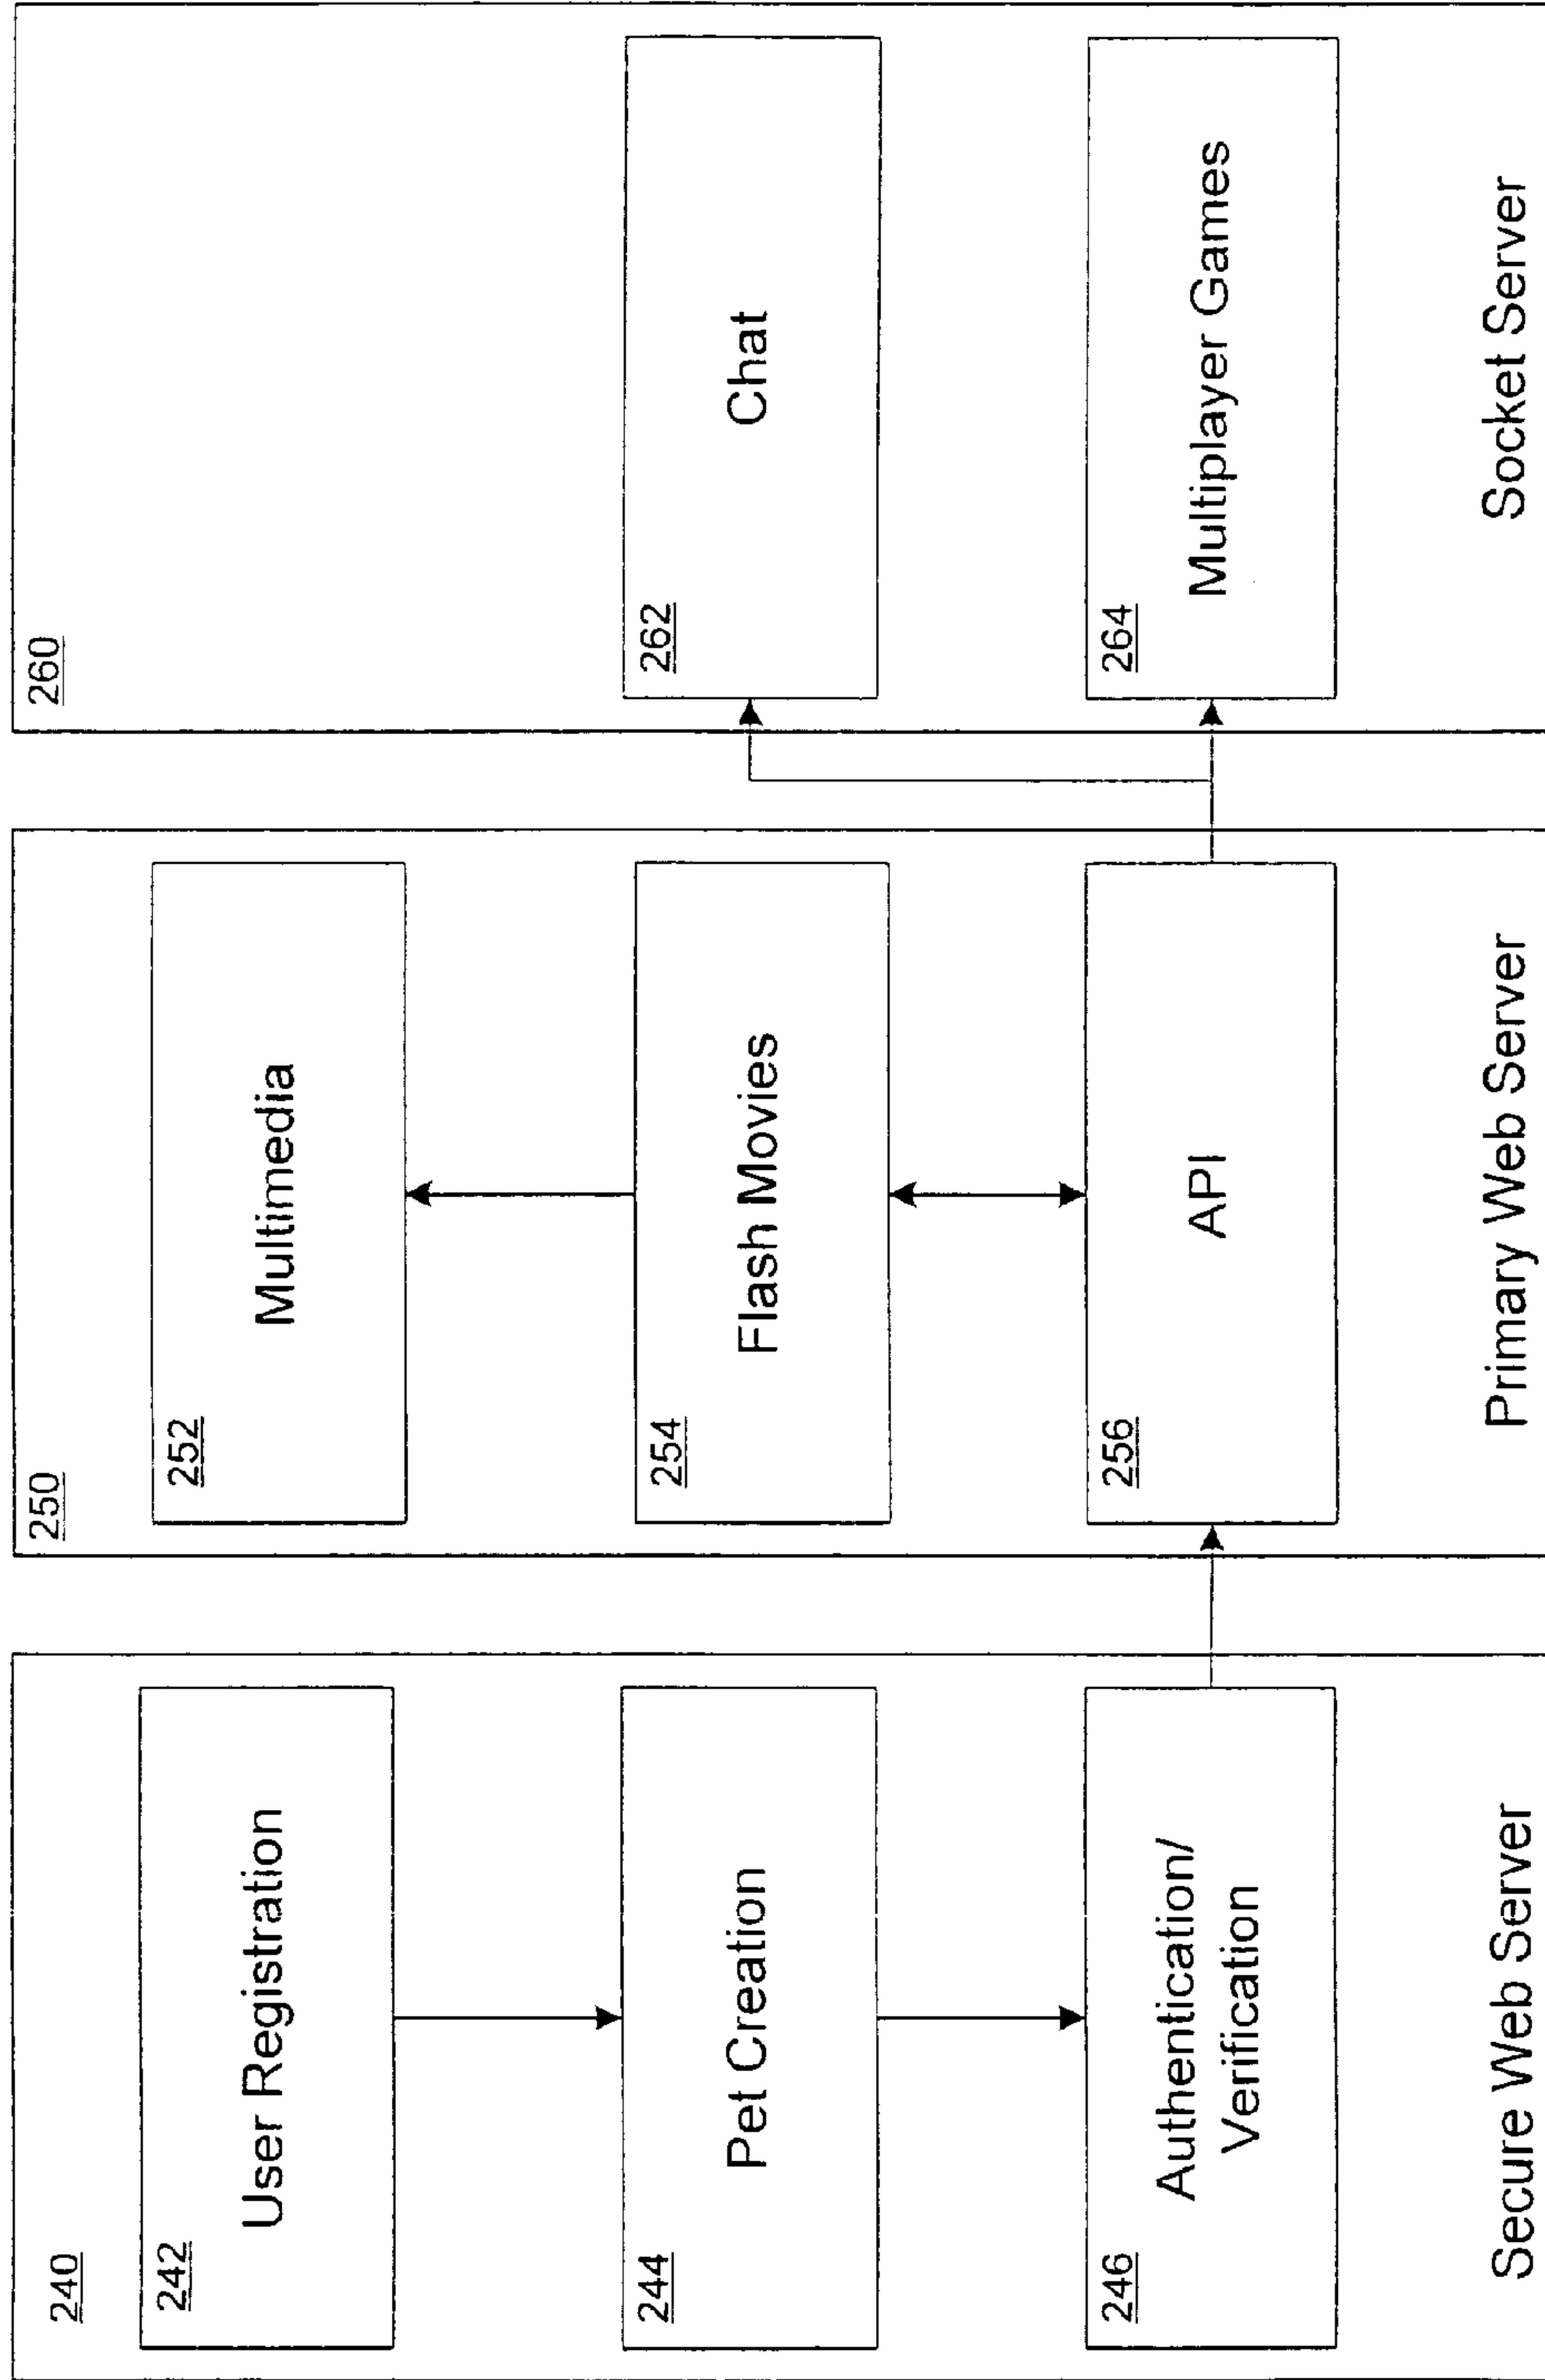 240
242
User Registration
244
Pet Creation
246
Authentication/
Verification
Secure Web Server
250
252
Multimedia
254
Flash Movies
256
API
Primary Web Server
260
262
Chat
264
Multiplayer Games
Socket Server